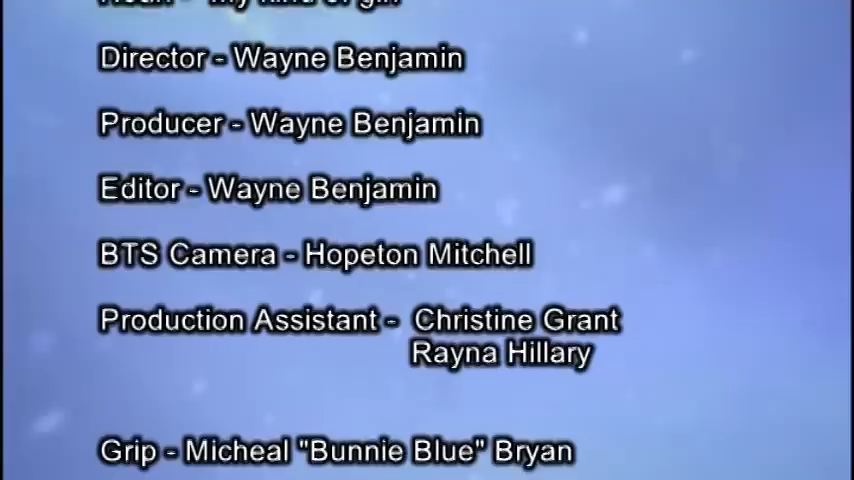 Director - Wayne Benjamin
Producer - Wayne Benjamin
Editor - Wayne Benjamin
BTS Camera - Hopeton Mitchell
Production Assistant - Christine Grant
Rayna Hillary
Grip - Micheal "Bunnie Blue" Bryan